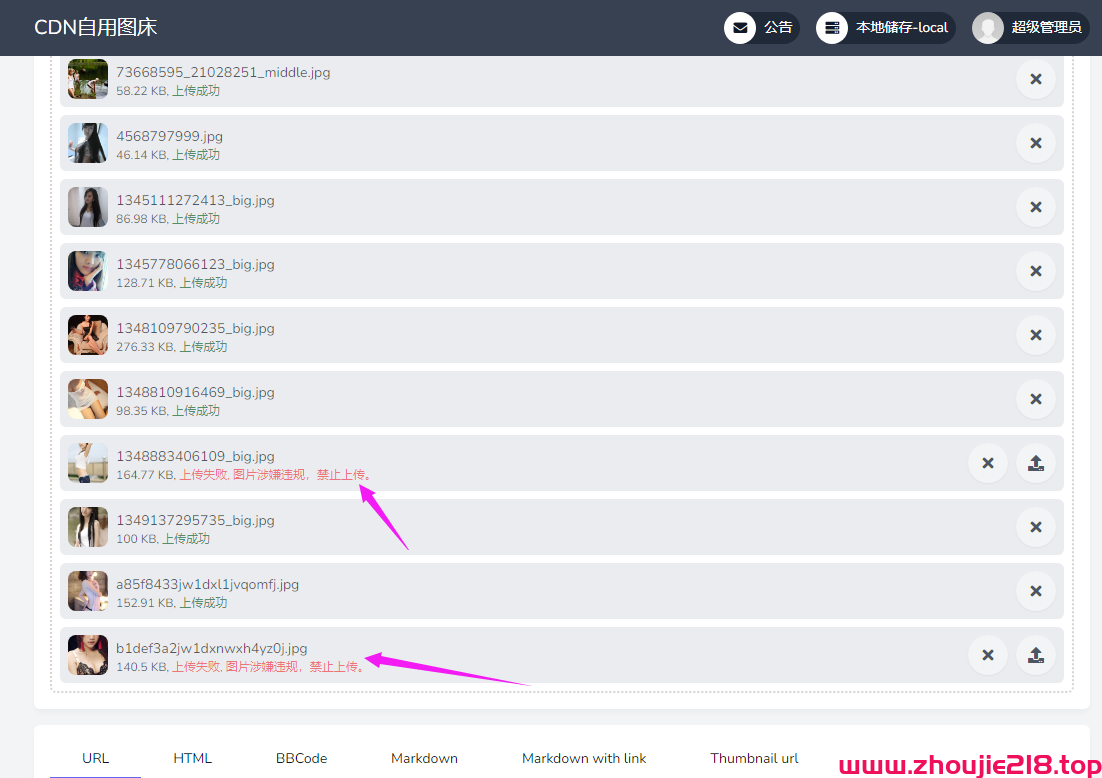 CDN自用图床
公告
本地储存-local
超级管理员
73668595_21028251_middle.jpg
58.22 KB, 上传成功
4568797999.jpg
46.14 KB, 上传成功
1345111272413_big.jpg
86.98 KB, 上传成功
1345778066123_big.jpg
128.71 KB, 上传成功
1348109790235_big.jpg
276.33 KB, 上传成功
1348810916469_big.jpg
98.35 KB, 上传成功
1348883406109_big.jpg
164.77 KB, 上传失败, 图片涉嫌违规，禁止上传。
1349137295735_big.jpg
100 KB, 上传成功
a85f8433jw1dxl1jvqomfj.jpg
152.91 KB, 上传成功
b1def3a2jw1dxnwxh4yz0j.jpg
140.5 KB, 上传失败, 图片涉嫌违规，禁止上传。
URL
HTML
BBCode
Markdown
Markdown with link
Thumbnail url
www.zhoujie218.top